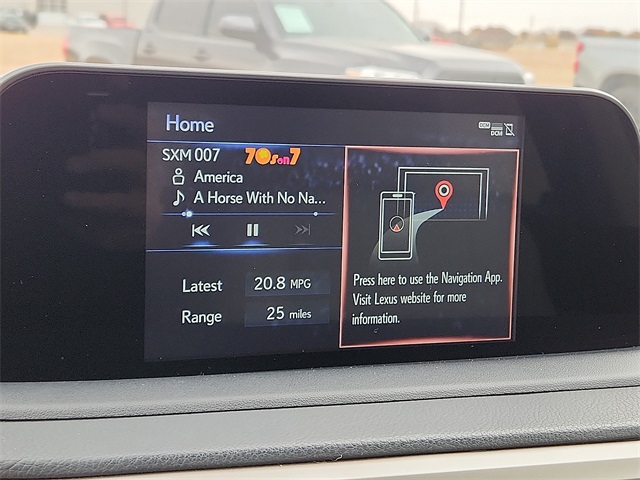 Home
DCM
SXM 007 70s on 7
America
A Horse With No Na...
Latest 20.8 MPG
Range 25 miles
Press here to use the Navigation App.
Visit Lexus website for more
information.